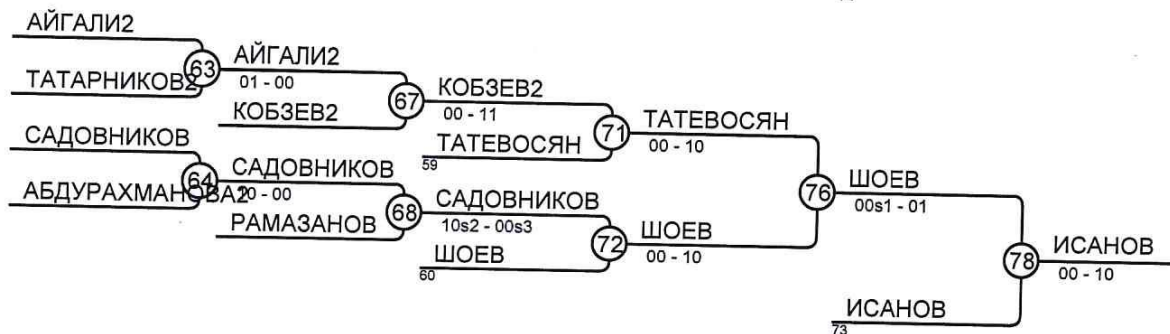 АЙГАЛИ2
63
ТАТАРНИКОВ2
АЙГАЛИ2
01 - 00
67
КОБЗЕВ2
КОБЗЕВ2
00 - 11
71
ТАТЕВОСЯН
59
ТАТЕВОСЯН
00 - 10
САДОВНИКОВ
64
АБДУРАХМАНОВА2
САДОВНИКОВ
10 - 00
68
РАМАЗАНОВ
САДОВНИКОВ
10s2 - 00s3
72
ШОЕВ
60
ШОЕВ
00 - 10
76
ШОЕВ
00s1 - 01
78
ИСАНОВ
73
ИСАНОВ
00 - 10